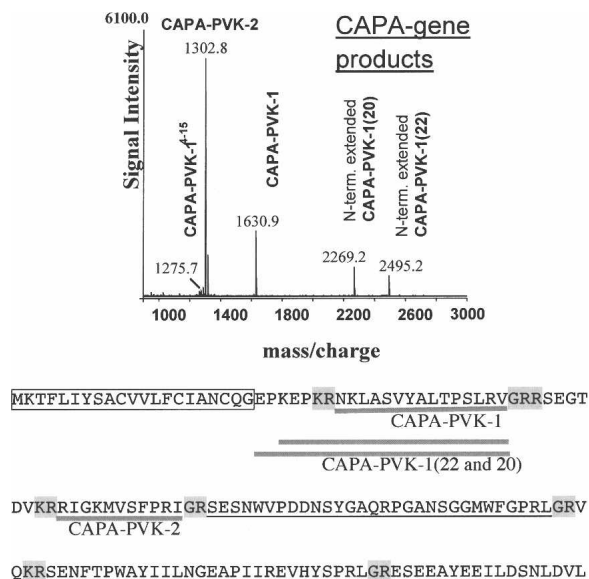 CAPA-PVK-2
CAPA-gene
products
6100.0
1302.8
Signal Intensity
CAPA-PVK-1 4-15
CAPA-PVK-1
N-term. extended
CAPA-PVK-1(20)
N-term. extended
CAPA-PVK-1(22)
1630.9
2269.2
2495.2
1275.7
1000 1400 1800 2200 2600 3000
mass/charge
MKTFLIYSACVVLFCIANCQGEPKEPKRNKLASVYALTPSLRVGRRSEGT
CAPA-PVK-1
CAPA-PVK-1(22 and 20)
DVKRRIGKMVSFPRIGRSESNWVPDDNSYGAQRPGANSGGMWFGPRLGRV
CAPA-PVK-2
QKRSENFTPWAYIILNGEAPIIREVHYSPRLGRESEEAYEEILDSNLDVL